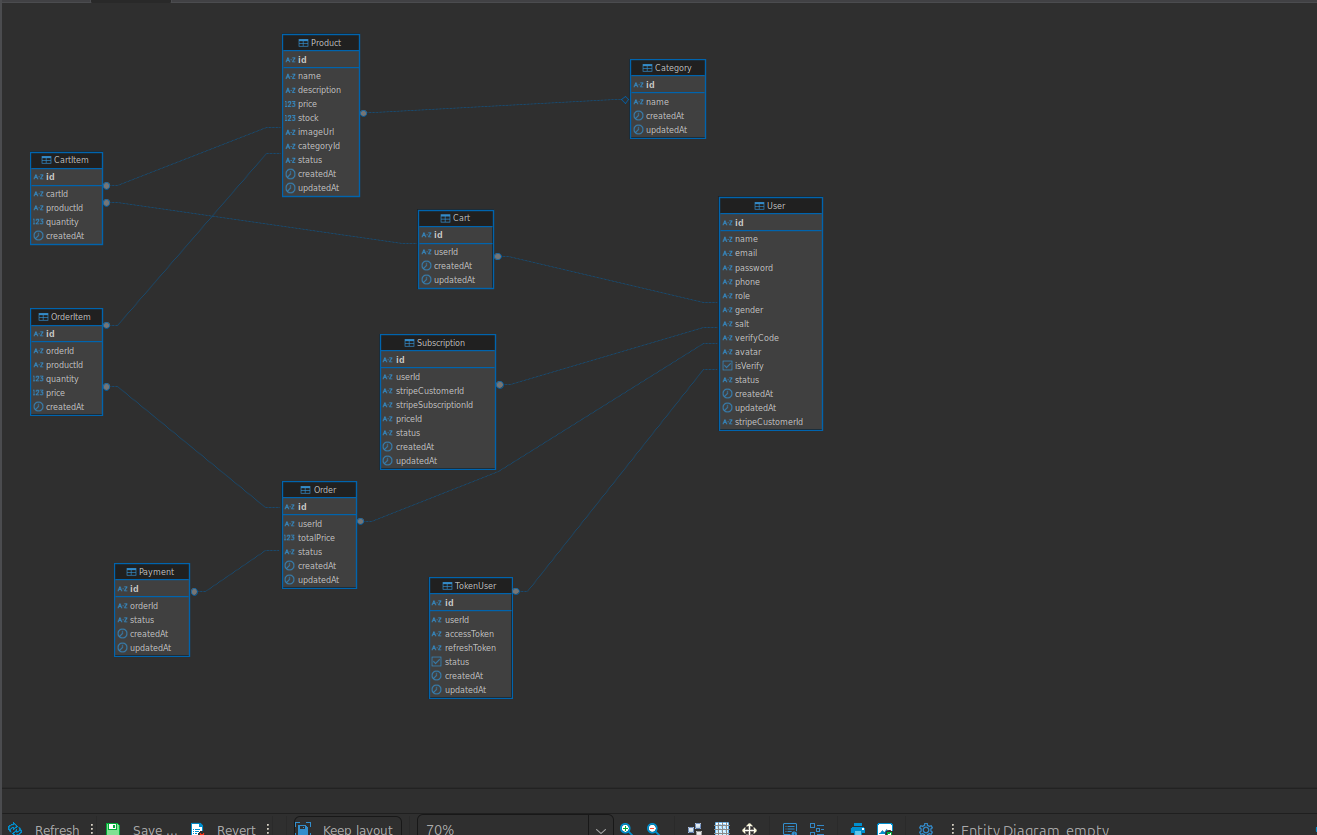 Product
id
name
description
price
stock
imageUrl
categoryId
status
createdAt
updatedAt
Category
id
name
createdAt
updatedAt
CartItem
id
cartId
productId
quantity
createdAt
Cart
id
userId
createdAt
updatedAt
User
id
name
email
password
phone
role
gender
salt
verifyCode
avatar
isVerify
status
createdAt
updatedAt
stripeCustomerId
OrderItem
id
orderId
productId
quantity
price
createdAt
Subscription
id
userId
stripeCustomerId
stripeSubscriptionId
priceId
status
createdAt
updatedAt
Order
id
userId
totalPrice
status
createdAt
updatedAt
Payment
id
orderId
status
createdAt
updatedAt
TokenUser
id
userId
accessToken
refreshToken
status
createdAt
updatedAt
Refresh Save ... Revert Keep layout 70% Entity Diagram empty